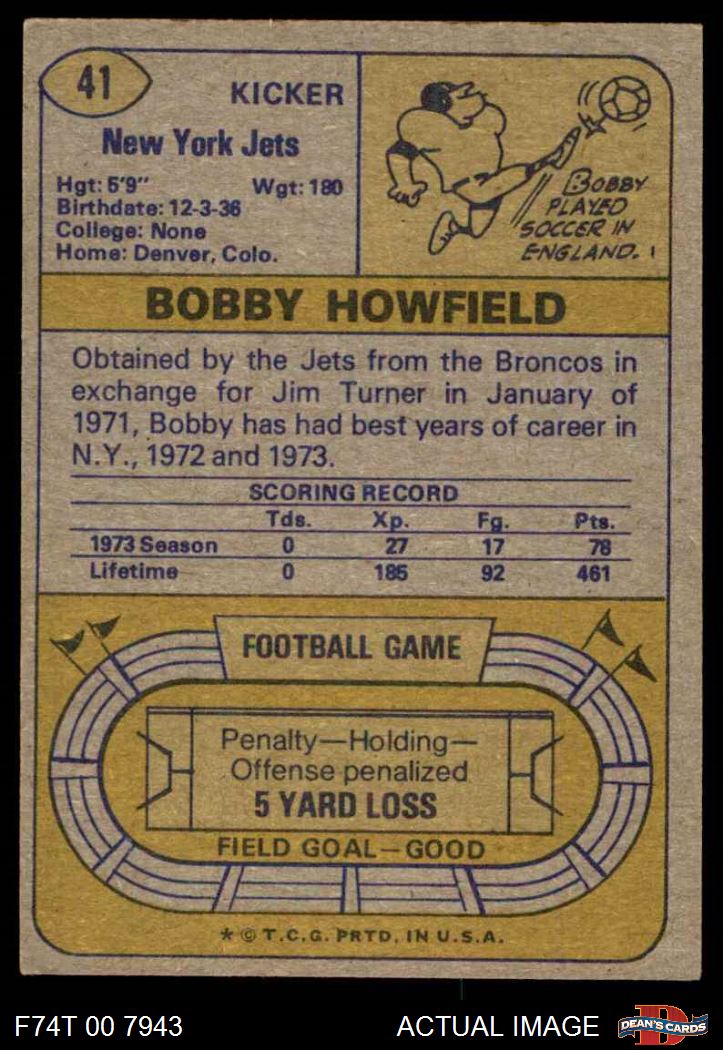 41
KICKER
New York Jets
Hgt: 5'9" Wgt: 180
Birthdate: 12-3-36
College: None
Home: Denver, Colo.
BOBBY
PLAYED
SOCCER IN
ENGLAND.
BOBBY HOWFIELD
Obtained by the Jets from the Broncos in
exchange for Jim Turner in January of
1971, Bobby has had best years of career in
N.Y., 1972 and 1973.
SCORING RECORD
Tds. Xp. Fg. Pts.
1973 Season 0 27 17 78
Lifetime 0 185 92 461
FOOTBALL GAME
Penalty—Holding—
Offense penalized
5 YARD LOSS
FIELD GOAL—GOOD
* © T.C.G. PRTD. IN U.S.A.
F74T 00 7943 ACTUAL IMAGE
D
DEAN'S CARDS